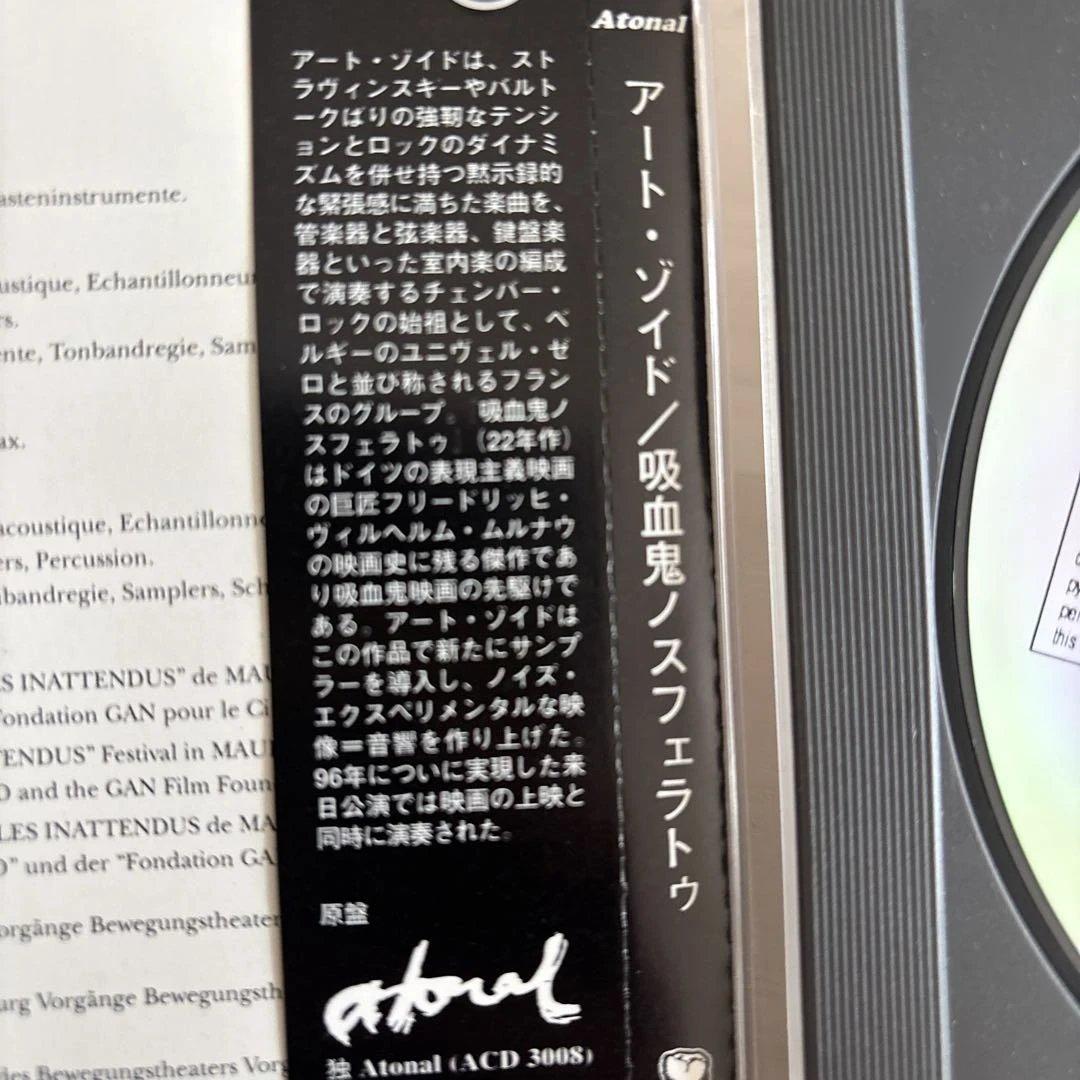 asteninstrumente.
ustique, Echantillonneur
rs.
ente, Tonbandregie, Sam
ax.
acoustique, Echantillonn
ers, Percussion.
bandregie, Samplers, Sch
ES INATTENDUS" de MAU
Fondation GAN pour le Ci
TENDUS" Festival in MAU
D and the GAN Film Foun
LES INATTENDUS de MA
D" und der "Fondation GA
orgänge Bewegungstheater
urg Vorgänge Bewegungsth
des Bewegungstheaters Vorg
アート・ゾイドは、スト
ラヴィンスキーやバルト
ークばりの強靭なテンシ
ョンとロックのダイナミ
ズムを併せ持つ黙示録的
な緊張感に満ちた楽曲を、
管楽器と弦楽器、鍵盤楽
器といった室内楽の編成
で演奏するチェンバー・
ロックの始祖として、ベ
ルギーのユニヴェル・ゼ
ロと並び称されるフラン
スのグループ。 吸血鬼ノ
スフェラトゥ (22年作)
はドイツの表現主義映画
の巨匠フリードリッヒ・
ヴィルヘルム・ムルナウ
の映画史に残る傑作であ
り吸血鬼映画の先駆けで
ある。アート・ゾイドは
この作品で新たにサンプ
ラーを導入し、ノイズ・
エクスペリメンタルな映
像=音響を作り上げた。
96年についに実現した来
日公演では映画の上映と
同時に演奏された。
原盤
atonal
独 Atonal (ACD 3008)
Atonal
アート・ゾイド/吸血鬼ノスフェラトゥ
py
per
this